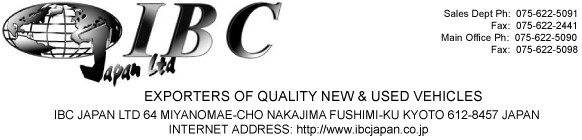 IBC
Japan Ltd
Sales Dept Ph: 075-622-5091
Fax: 075-622-2441
Main Office Ph: 075-622-5090
Fax: 075-622-5098
EXPORTERS OF QUALITY NEW & USED VEHICLES
IBC JAPAN LTD 64 MIYANOMAE-CHO NAKAJIMA FUSHIMI-KU KYOTO 612-8457 JAPAN
INTERNET ADDRESS: http://www.ibcjapan.co.jp